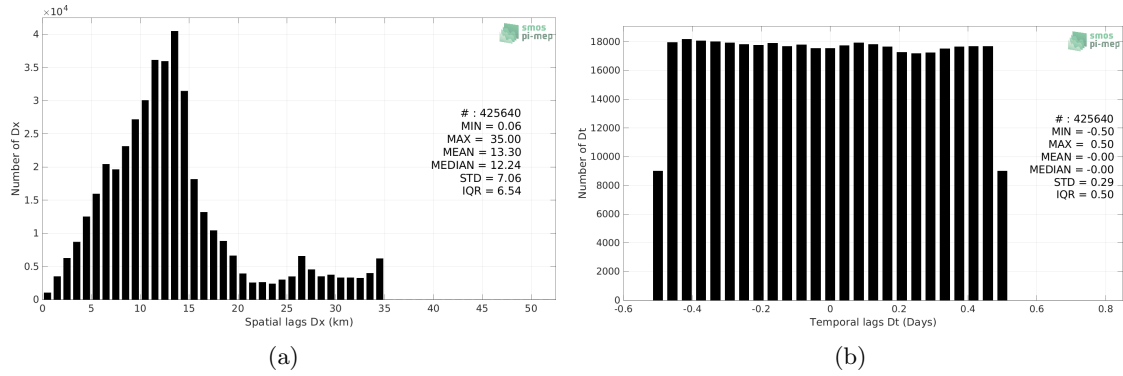 ×10⁴
4
3.5
3
2.5
2
1.5
1
0.5
0
Number of Dx
0 5 10 15 20 25 30 35 40 45 50
Spatial lags Dx (km)
smos
pi-mep
# : 425640
MIN = 0.06
MAX = 35.00
MEAN = 13.30
MEDIAN = 12.24
STD = 7.06
IQR = 6.54
(a)
18000
16000
14000
12000
10000
8000
6000
4000
2000
0
Number of Dt
-0.6 -0.4 -0.2 0 0.2 0.4 0.6 0.8
Temporal lags Dt (Days)
smos
pi-mep
# : 425640
MIN = -0.50
MAX = 0.50
MEAN = -0.00
MEDIAN = -0.00
STD = 0.29
IQR = 0.50
(b)